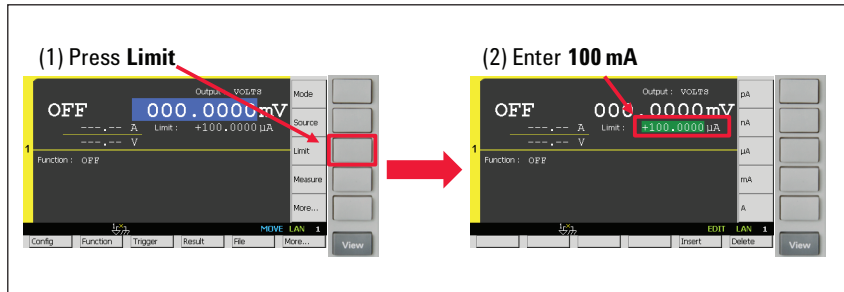 (1) Press Limit
Output : VOLTS
OFF 000.0000mV
---.-- A Limit : +100.0000 µA
---.-- V
1
Function : OFF
Mode
Source
Limit
Measure
More...
MOVE LAN 1
Config Function Trigger Result File More... View
(2) Enter 100 mA
Output : VOLTS
OFF 000.0000mV
---.-- A Limit : +100.0000 µA
---.-- V
1
Function : OFF
pA
nA
µA
mA
A
EDIT LAN 1
Insert Delete View